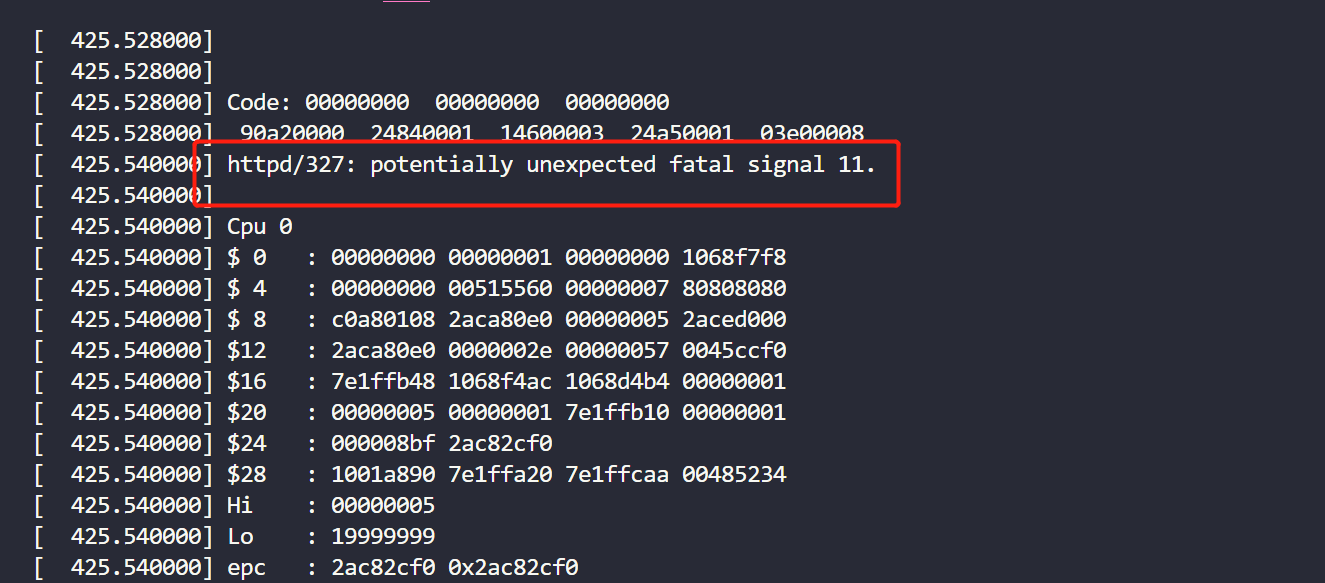 [  425.528000]
[  425.528000]
[  425.528000] Code: 00000000  00000000  00000000
[  425.528000]  90a20000  24840001  14600003  24a50001  03e00008
[  425.540000] httpd/327: potentially unexpected fatal signal 11.
[  425.540000]
[  425.540000] Cpu 0
[  425.540000] $ 0   : 00000000 00000001 00000000 1068f7f8
[  425.540000] $ 4   : 00000000 00515560 00000007 80808080
[  425.540000] $ 8   : c0a80108 2aca80e0 00000005 2aced000
[  425.540000] $12   : 2aca80e0 0000002e 00000057 0045ccf0
[  425.540000] $16   : 7e1ffb48 1068f4ac 1068d4b4 00000001
[  425.540000] $20   : 00000005 00000001 7e1ffb10 00000001
[  425.540000] $24   : 000008bf 2ac82cf0
[  425.540000] $28   : 1001a890 7e1ffa20 7e1ffcaa 00485234
[  425.540000] Hi    : 00000005
[  425.540000] Lo    : 19999999
[  425.540000] epc   : 2ac82cf0 0x2ac82cf0